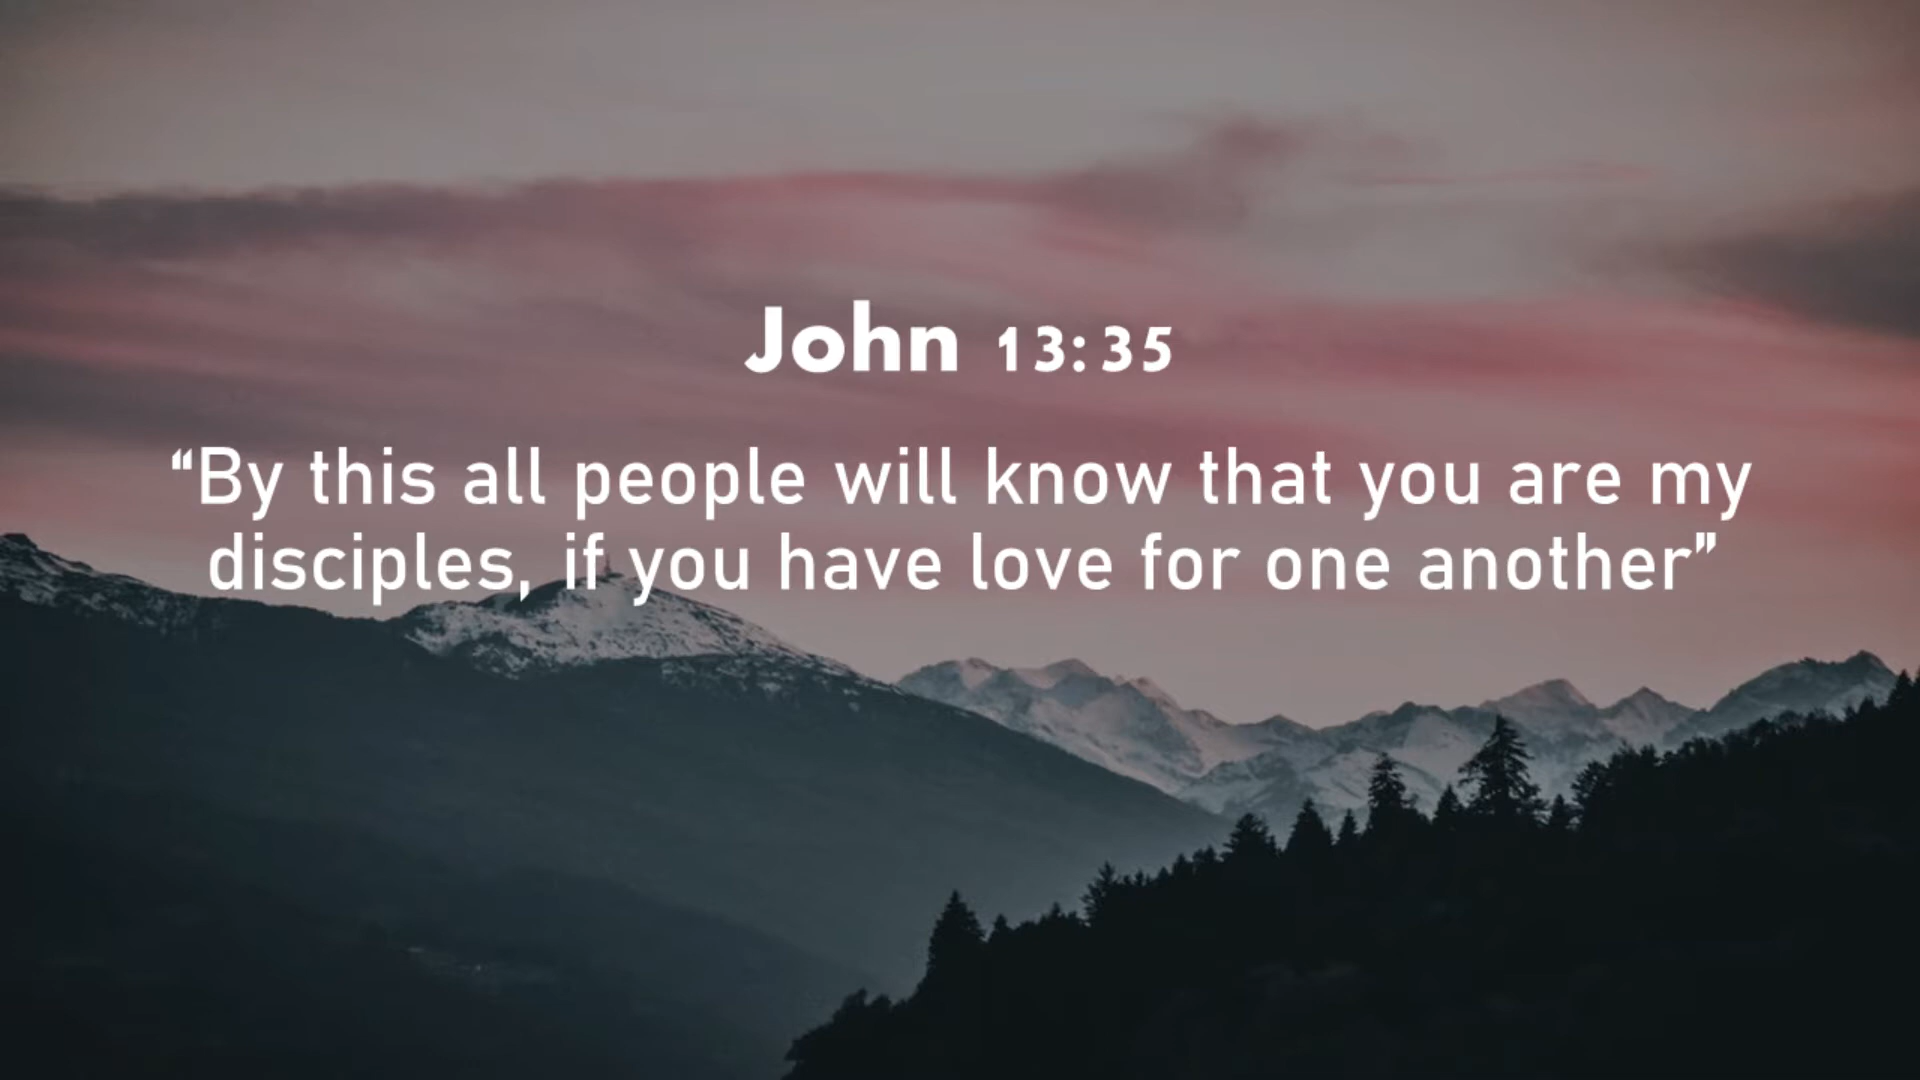 John 13:35
“By this all people will know that you are my
disciples, if you have love for one another”